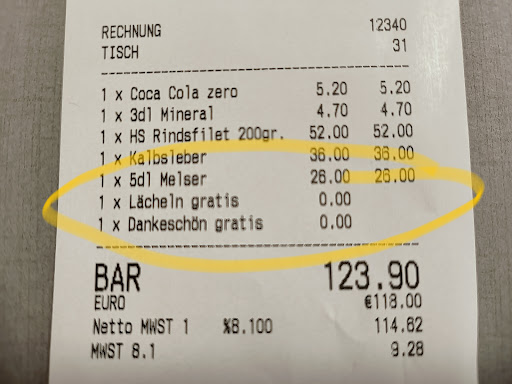 RECHNUNG 12340
TISCH 31
1 x Coca Cola zero 5.20 5.20
1 x 3dl Mineral 4.70 4.70
1 x HS Rindsfilet 200gr. 52.00 52.00
1 x Kalbsleber 36.00 36.00
1 x 5dl Melser 26.00 26.00
1 x Lächeln gratis 0.00
1 x Dankeschön gratis 0.00
BAR 123.90
EURO €118.00
Netto MWST 1 %8.100 114.62
MWST 8.1 9.28